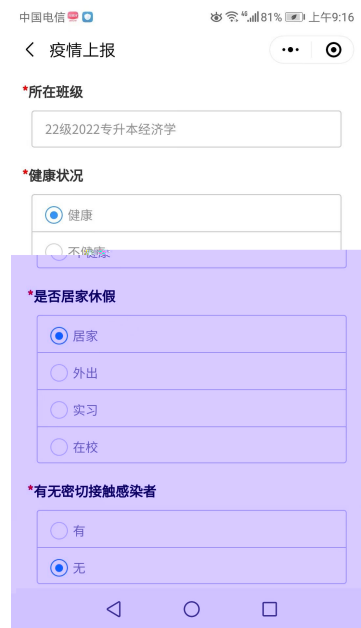 中国电信 46 81% 上午9:16
疫情上报
*所在班级
22级2022专升本经济学
*健康状况
健康
不健康
*是否居家休假
居家
外出
实习
在校
*有无密切接触感染者
有
无